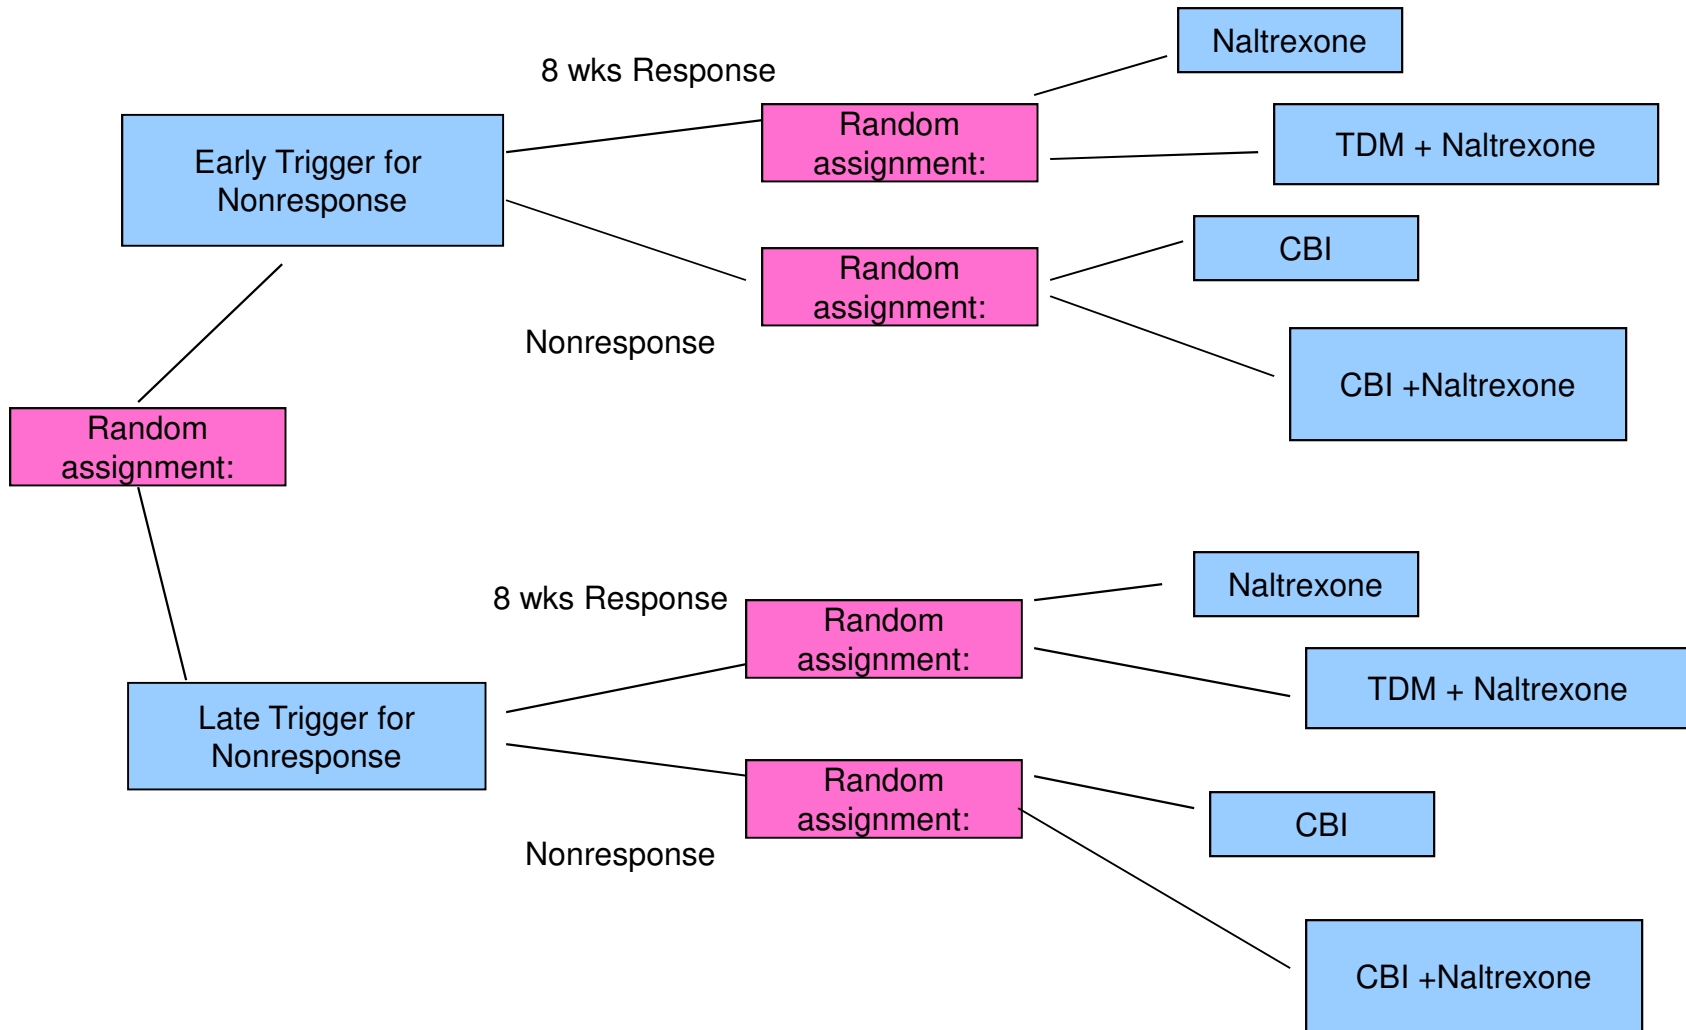 Naltrexone
8 wks Response
Random
assignment:
TDM + Naltrexone
Early Trigger for
Nonresponse
CBI
Random
assignment:
Nonresponse
CBI +Naltrexone
Random
assignment:
8 wks Response
Naltrexone
Random
assignment:
TDM + Naltrexone
Late Trigger for
Nonresponse
Random
assignment:
CBI
Nonresponse
CBI +Naltrexone